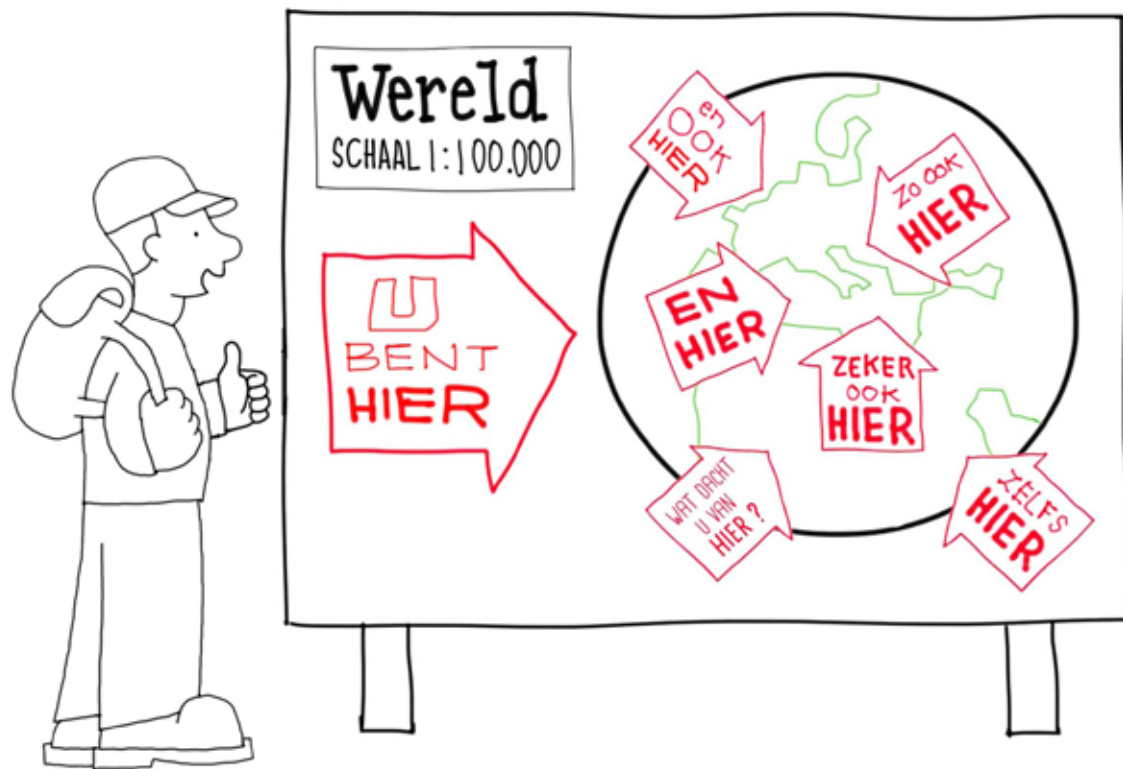 Wereld
SCHAAL 1:100.000
U
BENT
HIER
en
OOK
HIER
ZO OOK
HIER
EN
HIER
ZEKER
OOK
HIER
WAT DACHT
U VAN
HIER?
ZELFS
HIER